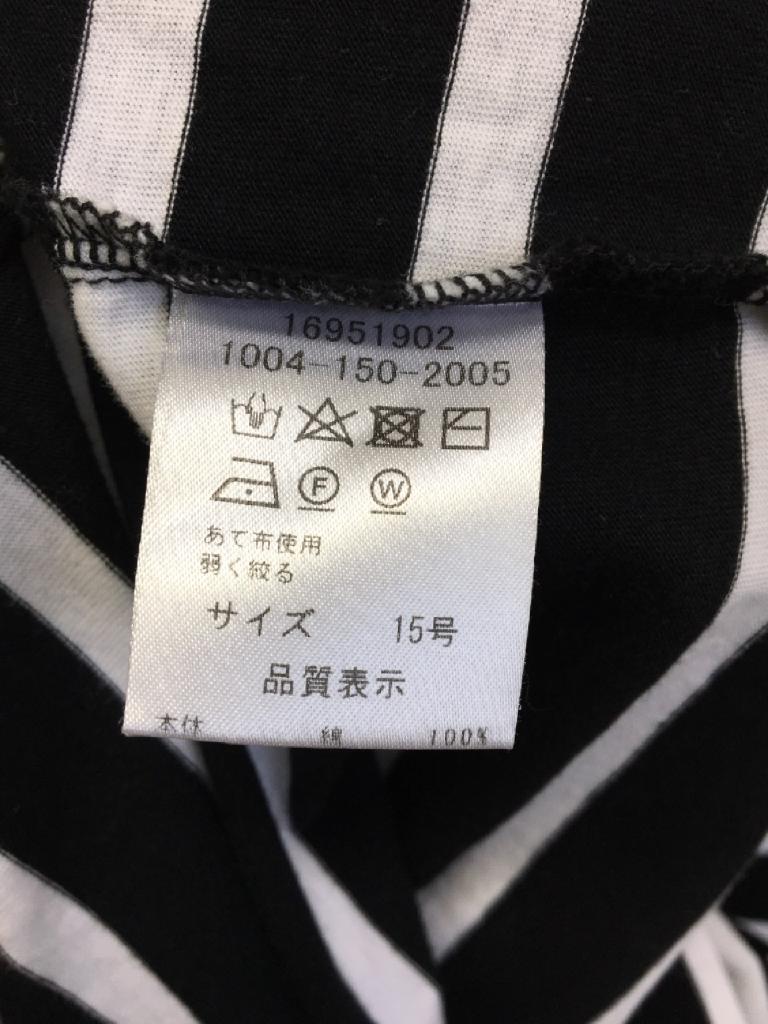 16951902
1004-150-2005
F W
あて布使用
弱く絞る
サイズ 15号
品質表示
本体 綿 100%